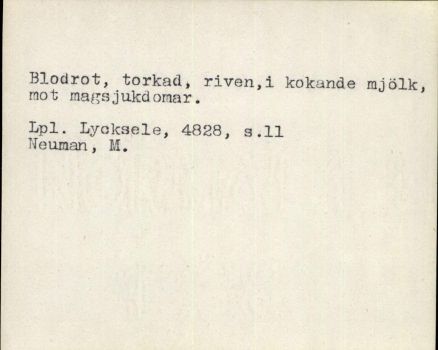 Blodrot, torkad, riven,i kokande mjölk,
mot magsjukdomar.
Lpl. Lycksele, 4828, s.11
Neuman, M.